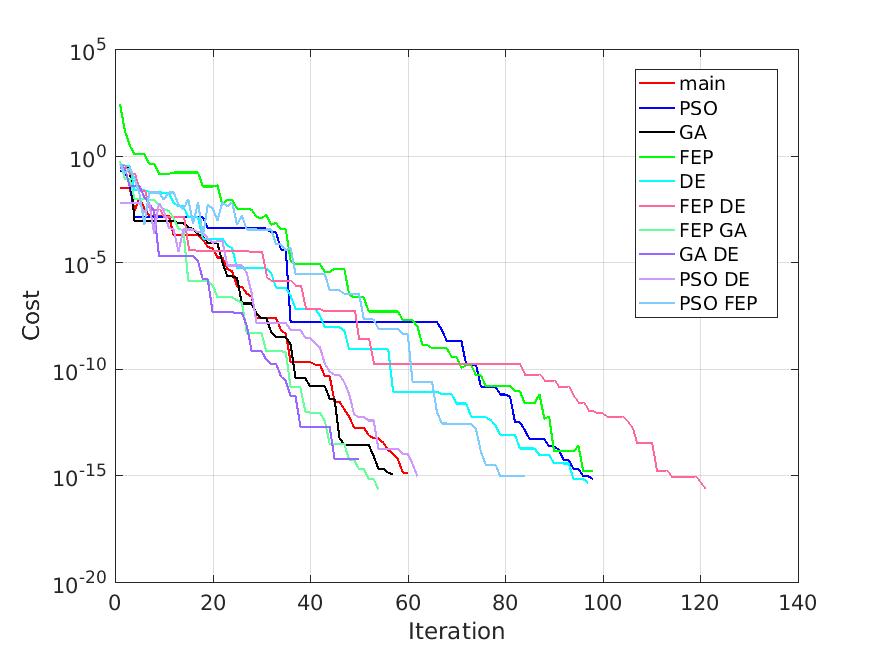 10^5
10^0
10^-5
10^-10
10^-15
10^-20
Cost
0 20 40 60 80 100 120 140
Iteration
main
PSO
GA
FEP
DE
FEP DE
FEP GA
GA DE
PSO DE
PSO FEP